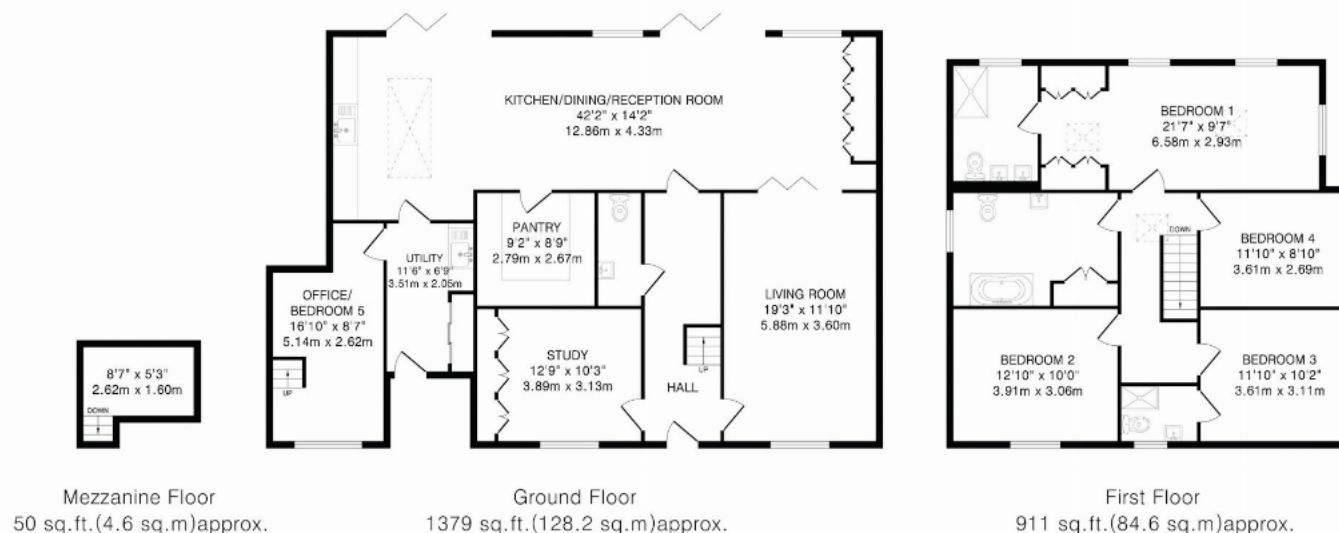 KITCHEN/DINING/RECEPTION ROOM
42'2" x 14'2"
12.86m x 4.33m
PANTRY
9'2" x 8'9"
2.79m x 2.67m
UTILITY
11'6" x 6'9"
3.51m x 2.05m
OFFICE/
BEDROOM 5
16'10" x 8'7"
5.14m x 2.62m
UP
LIVING ROOM
19'3" x 11'10"
5.88m x 3.60m
STUDY
12'9" x 10'3"
3.89m x 3.13m
HALL
UP
8'7" x 5'3"
2.62m x 1.60m
DOWN
BEDROOM 1
21'7" x 9'7"
6.58m x 2.93m
DOWN
BEDROOM 4
11'10" x 8'10"
3.61m x 2.69m
BEDROOM 2
12'10" x 10'0"
3.91m x 3.06m
BEDROOM 3
11'10" x 10'2"
3.61m x 3.11m
Mezzanine Floor
50 sq.ft.(4.6 sq.m)approx.
Ground Floor
1379 sq.ft.(128.2 sq.m)approx.
First Floor
911 sq.ft.(84.6 sq.m)approx.